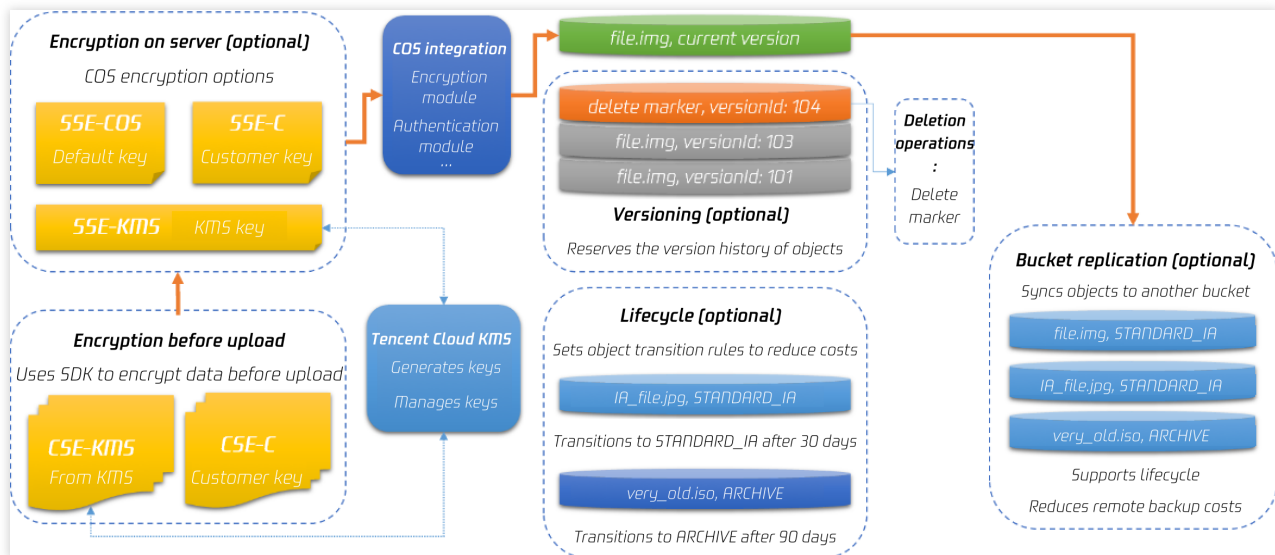 Encryption on server (optional)
COS encryption options
SSE-COS
Default key
SSE-C
Customer key
SSE-KMS KMS key
Encryption before upload
Uses SDK to encrypt data before upload
CSE-KMS
From KMS
CSE-C
Customer key
COS integration
Encryption
module
Authentication
module
...
Tencent Cloud KMS
Generates keys
Manages keys
file.img, current version
delete marker, versionId: 104
file.img, versionId: 103
file.img, versionId: 101
Versioning (optional)
Reserves the version history of objects
Deletion
operations
:
Delete
marker
Lifecycle (optional)
Sets object transition rules to reduce costs
IA_file.jpg, STANDARD_IA
Transitions to STANDARD_IA after 30 days
very_old.iso, ARCHIVE
Transitions to ARCHIVE after 90 days
Bucket replication (optional)
Syncs objects to another bucket
file.img, STANDARD_IA
IA_file.jpg, STANDARD_IA
very_old.iso, ARCHIVE
Supports lifecycle
Reduces remote backup costs